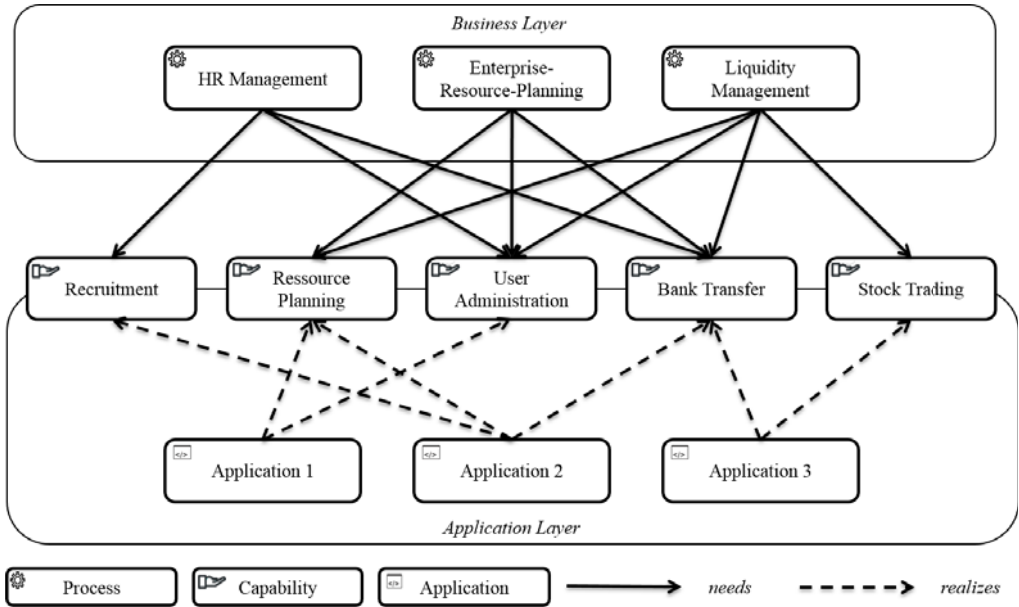 Business Layer
HR Management
Enterprise-
Resource-Planning
Liquidity
Management
Recruitment
Ressource
Planning
User
Administration
Bank Transfer
Stock Trading
</>
Application 1
</>
Application 2
</>
Application 3
Application Layer
Process
Capability
</>
Application
needs
realizes